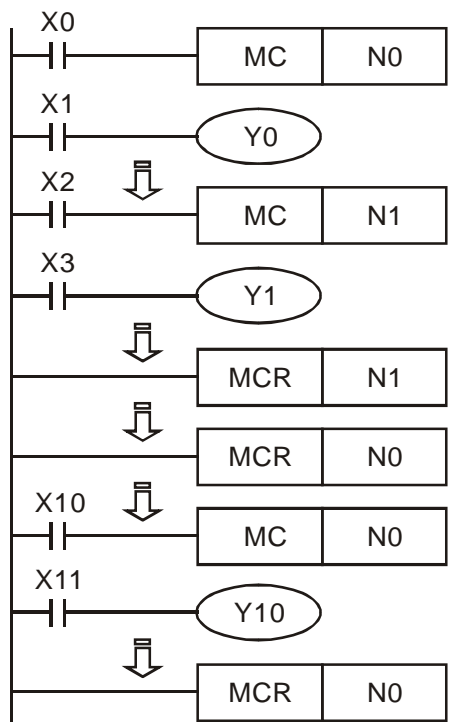 X0
MC N0
X1
Y0
X2
MC N1
X3
Y1
MCR N1
MCR N0
X10
MC N0
X11
Y10
MCR N0